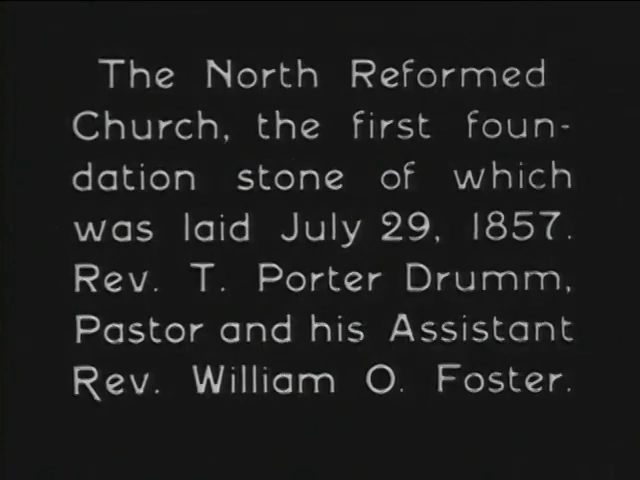 The North Reformed
Church, the first foun-
dation stone of which
was laid July 29, 1857.
Rev. T. Porter Drumm,
Pastor and his Assistant
Rev. William O. Foster.